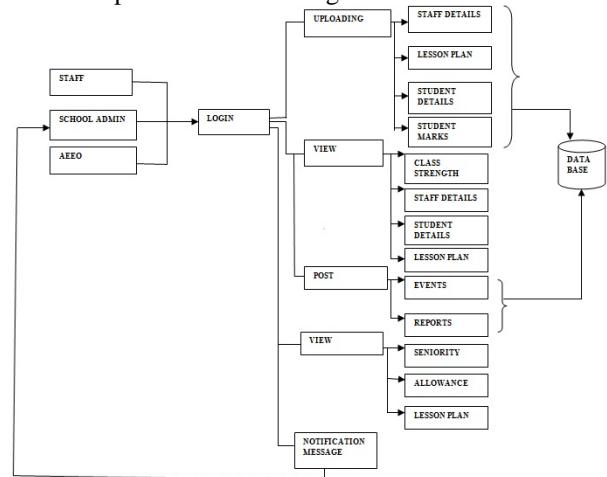 UPLOADING
STAFF DETAILS
LESSON PLAN
STUDENT
DETAILS
STUDENT
MARKS
STAFF
SCHOOL ADMIN
AEEO
LOGIN
VIEW
CLASS
STRENGTH
STAFF DETAILS
STUDENT
DETAILS
LESSON PLAN
DATA
BASE
POST
EVENTS
REPORTS
VIEW
SENIORITY
ALLOWANCE
LESSON PLAN
NOTIFICATION
MESSAGE